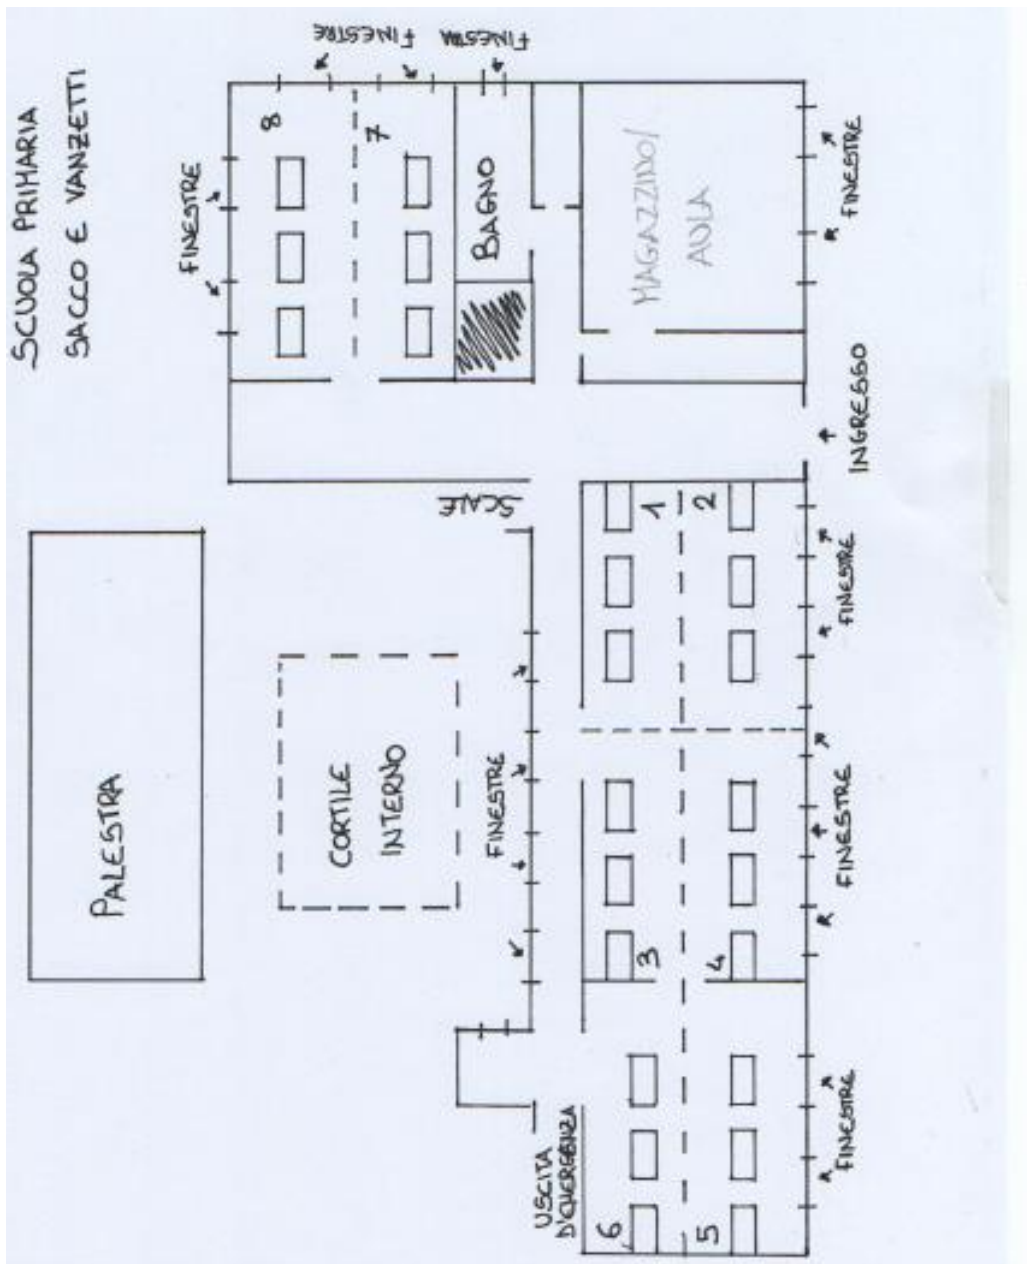 SCUOLA PRIMARIA
SACCO E VANZETTI
FINESTRE
FINESTRA
FINESTRE
8
7
BAGNO
MAGAZZINO/
AULA
FINESTRE
INGRESSO
SCALE
1
2
FINESTRE
PALESTRA
CORTILE
INTERNO
FINESTRE
3
4
FINESTRE
USCITA
D'EMERGENZA
6
5
FINESTRE